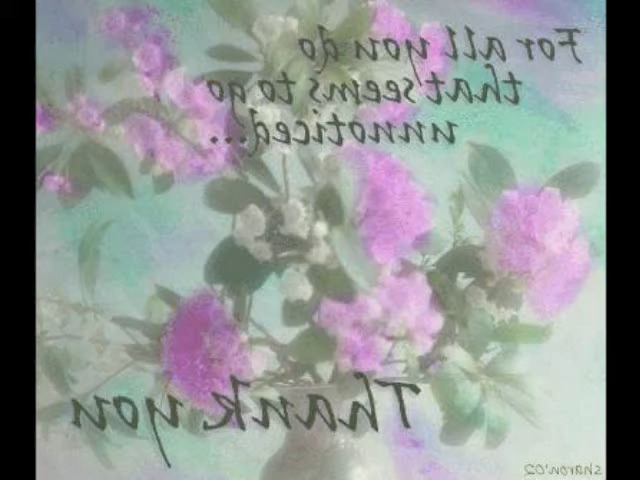 For all you do
that seems to go
unnoticed...
Thank you
sharon'02